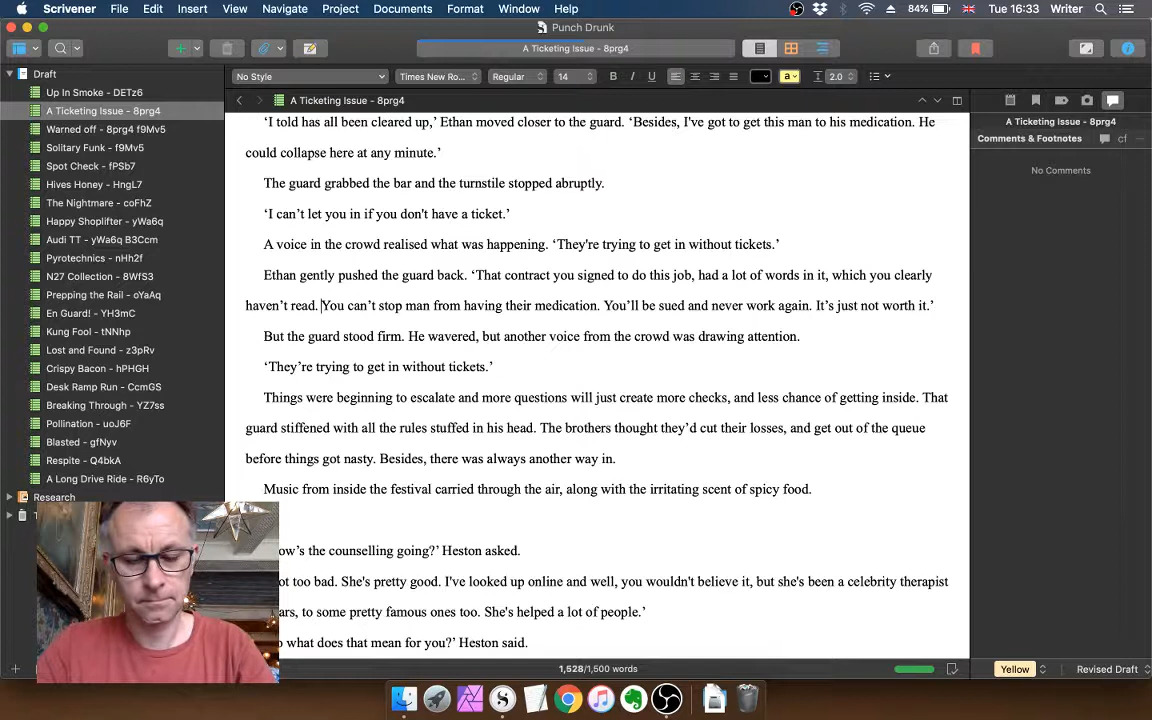 Scrivener File Edit Insert View Navigate Project Documents Format Window Help 84% Tue 16:33 Writer
Punch Drunk
A Ticketing Issue - 8prg4
No Style Times New Ro... Regular 14 B I U a 2.0
Draft
Up In Smoke - DETz6
A Ticketing Issue - 8prg4
Warned off - 8prg4 f9Mv5
Solitary Funk - f9Mv5
Spot Check - fPSb7
Hives Honey - HngL7
The Nightmare - coFhZ
Happy Shoplifter - yWa6q
Audi TT - yWa6q B3Ccm
Pyrotechnics - nHh2f
N27 Collection - 8WfS3
Prepping the Rail - oYaAq
En Guard! - YH3mC
Kung Fool - tNNhp
Lost and Found - z3pRv
Crispy Bacon - hPHGH
Desk Ramp Run - CcmGS
Breaking Through - YZ7ss
Pollination - uoJ6F
Blasted - gfNyv
Respite - Q4bkA
A Long Drive Ride - R6yTo
Research
A Ticketing Issue - 8prg4
‘I told has all been cleared up,’ Ethan moved closer to the guard. ‘Besides, I've got to get this man to his medication. He
could collapse here at any minute.’
The guard grabbed the bar and the turnstile stopped abruptly.
‘I can’t let you in if you don't have a ticket.’
A voice in the crowd realised what was happening. ‘They're trying to get in without tickets.’
Ethan gently pushed the guard back. ‘That contract you signed to do this job, had a lot of words in it, which you clearly
haven’t read. You can’t stop man from having their medication. You’ll be sued and never work again. It’s just not worth it.’
But the guard stood firm. He wavered, but another voice from the crowd was drawing attention.
‘They’re trying to get in without tickets.’
Things were beginning to escalate and more questions will just create more checks, and less chance of getting inside. That
guard stiffened with all the rules stuffed in his head. The brothers thought they’d cut their losses, and get out of the queue
before things got nasty. Besides, there was always another way in.
Music from inside the festival carried through the air, along with the irritating scent of spicy food.
ow’s the counselling going?’ Heston asked.
ot too bad. She's pretty good. I've looked up online and well, you wouldn't believe it, but she's been a celebrity therapist
ars, to some pretty famous ones too. She's helped a lot of people.’
what does that mean for you?’ Heston said.
1,528/1,500 words
A Ticketing Issue - 8prg4
Comments & Footnotes cf
No Comments
Yellow Revised Draft